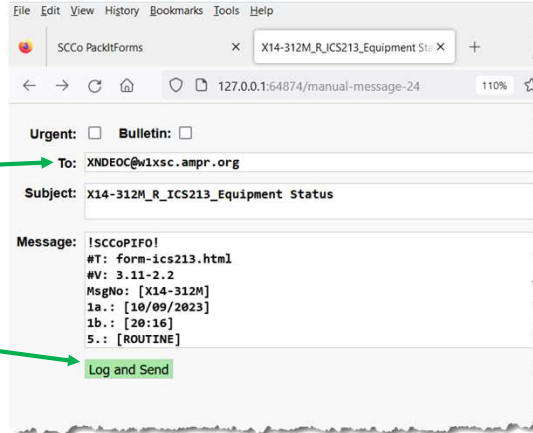 File Edit View History Bookmarks Tools Help
SCCo PackItForms × X14-312M_R_ICS213_Equipment Sta × +
127.0.0.1:64874/manual-message-24 110%
Urgent: Bulletin:
To: XNDEOC@w1xsc.ampr.org
Subject: X14-312M_R_ICS213_Equipment Status
Message: !SCCoPIFO!
#T: form-ics213.html
#V: 3.11-2.2
MsgNo: [X14-312M]
1a.: [10/09/2023]
1b.: [20:16]
5.: [ROUTINE]
Log and Send